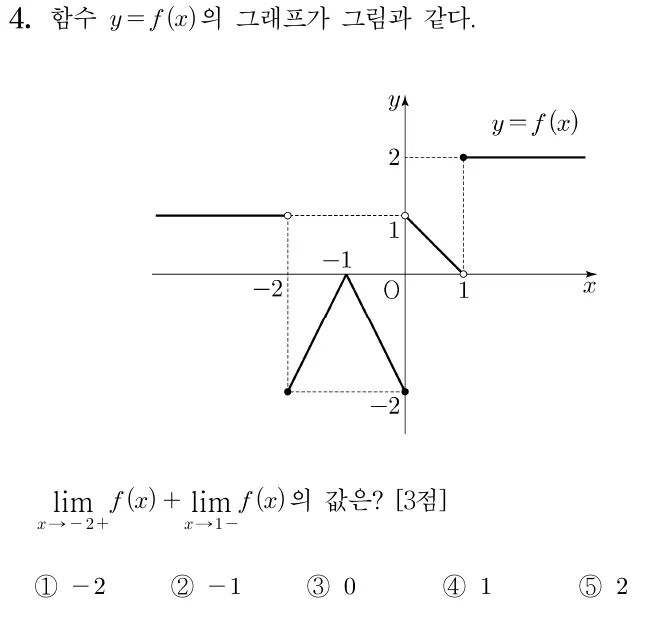 4. 함수 y=f(x)의 그래프가 그림과 같다.
y
y=f(x)
2
1
-1
-2
O
1
x
-2
lim f(x)+lim f(x)의 값은? [3점]
x→-2+ x→1-
① -2 ② -1 ③ 0 ④ 1 ⑤ 2